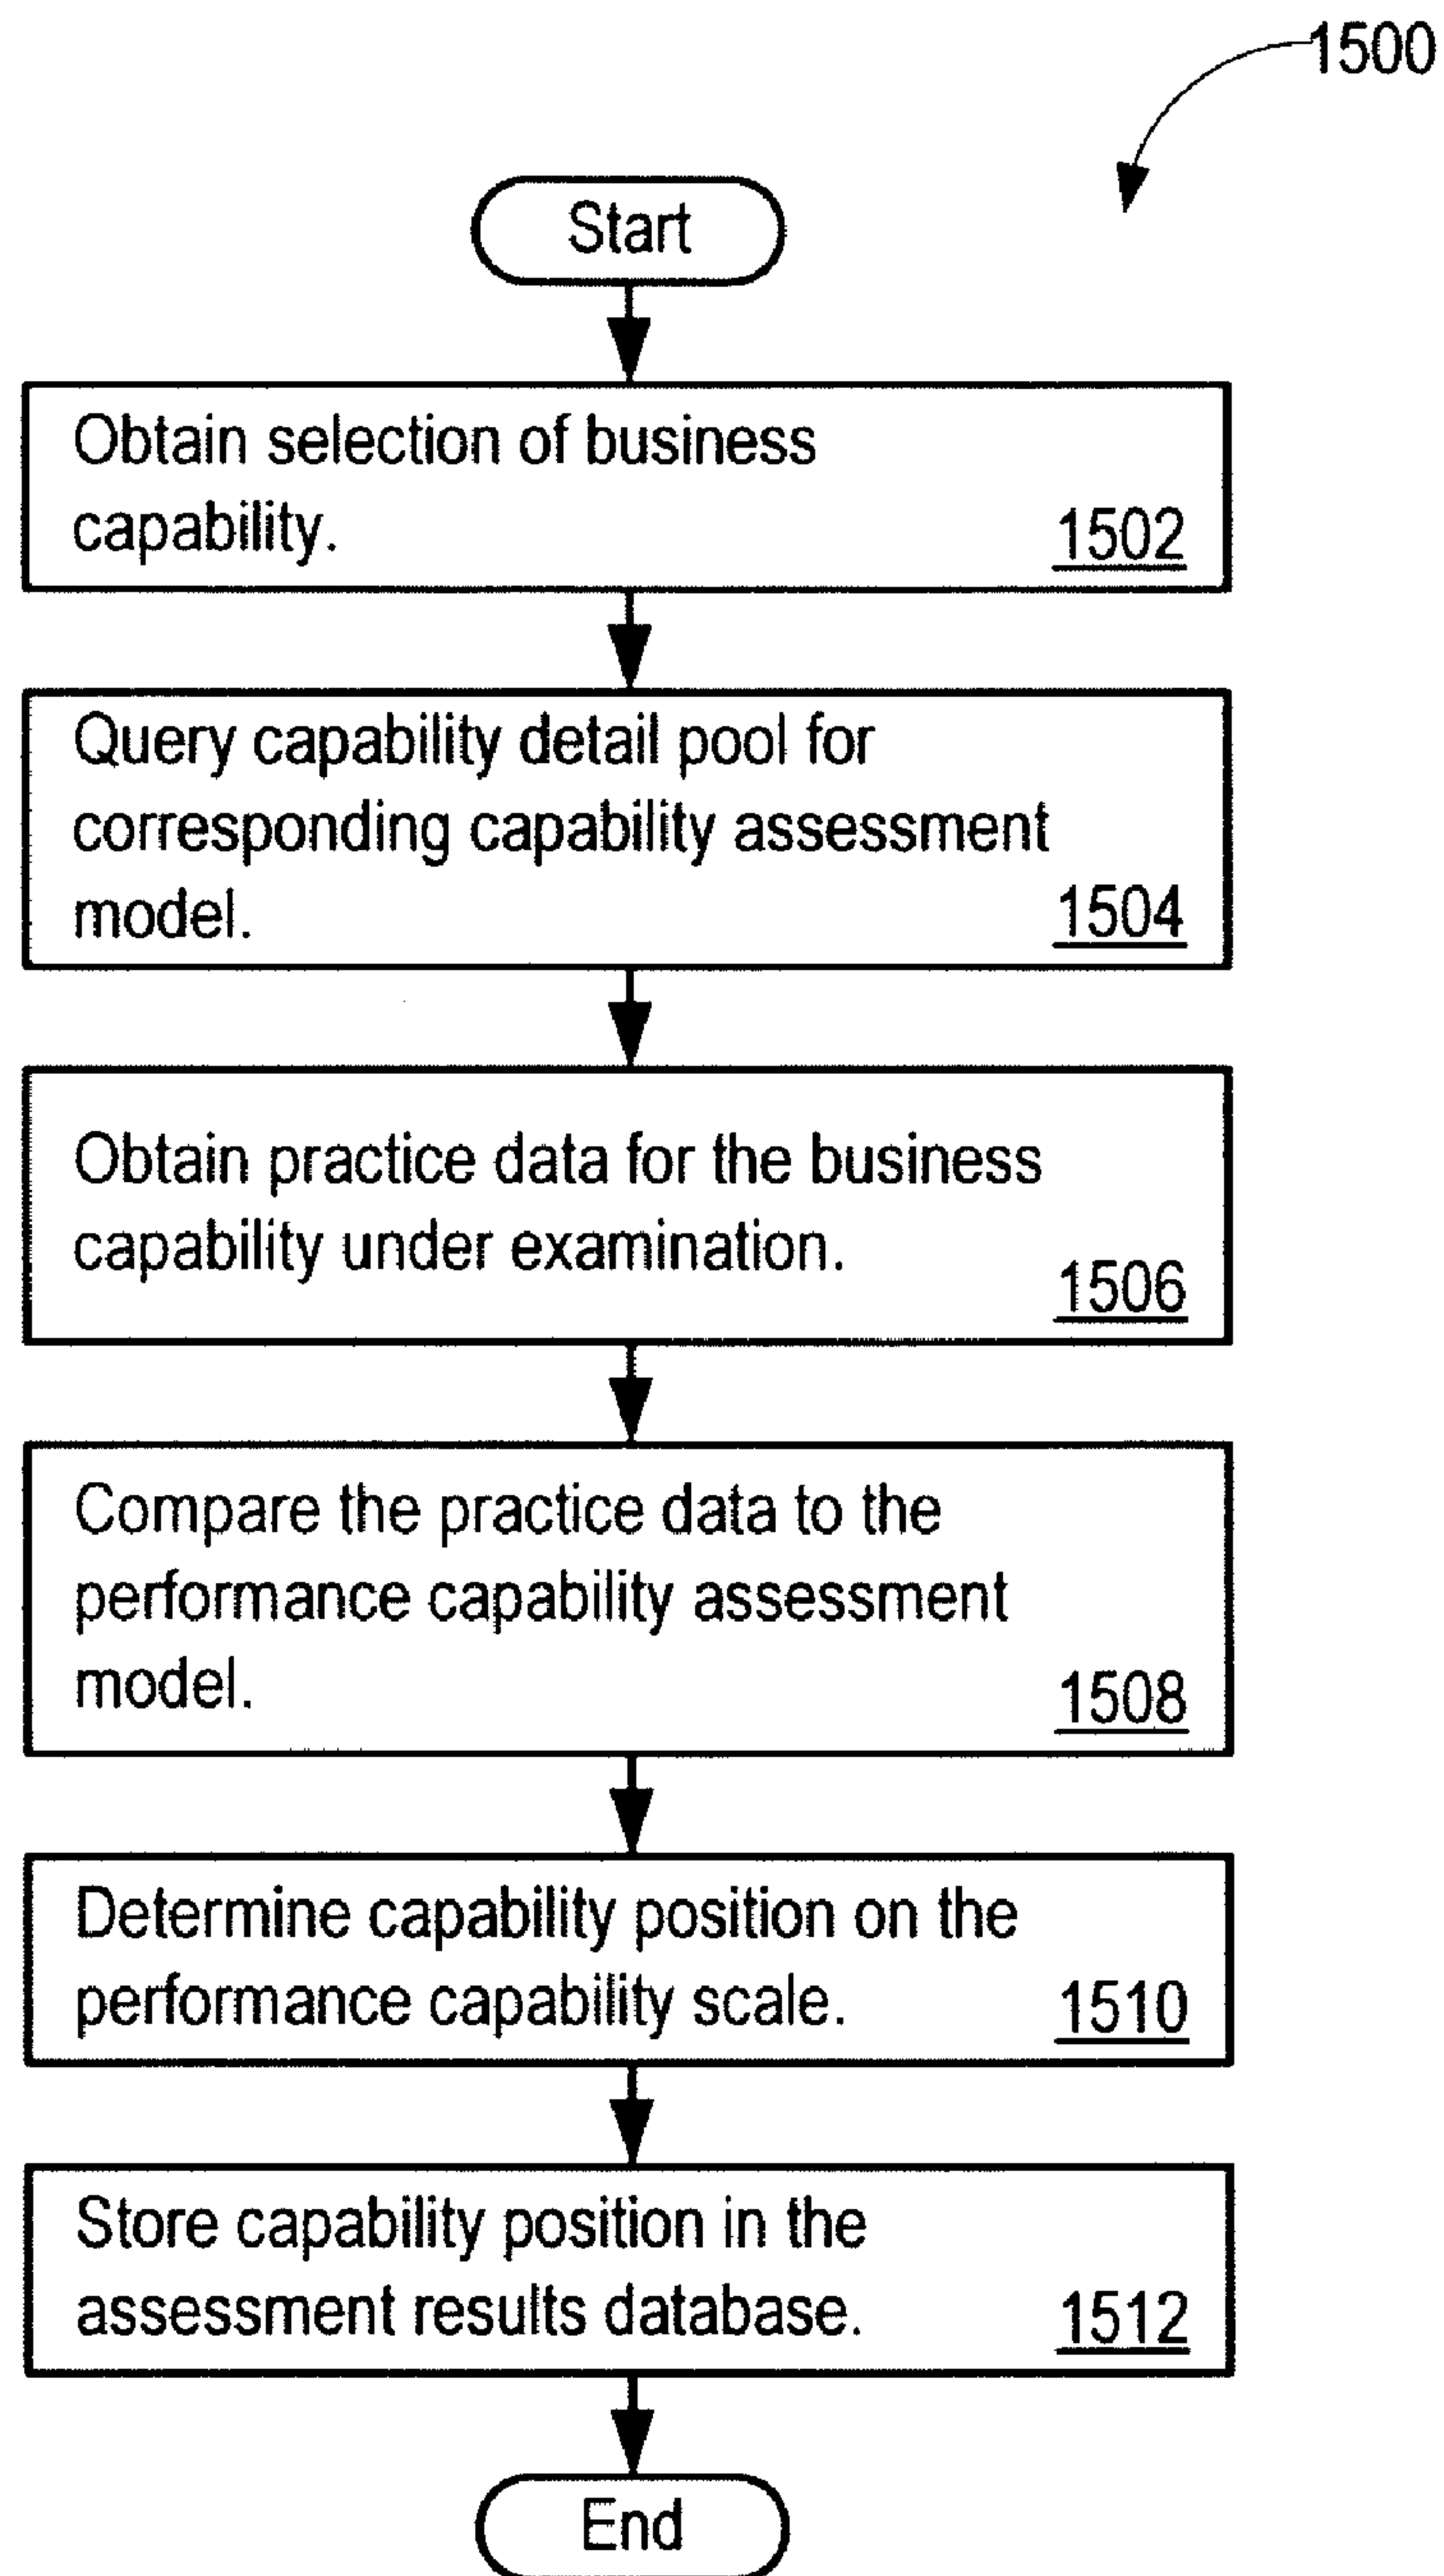 1500
Start
Obtain selection of business
capability.
1502
Query capability detail pool for
corresponding capability assessment
model.
1504
Obtain practice data for the business
capability under examination.
1506
Compare the practice data to the
performance capability assessment
model.
1508
Determine capability position on the
performance capability scale.
1510
Store capability position in the
assessment results database.
1512
End